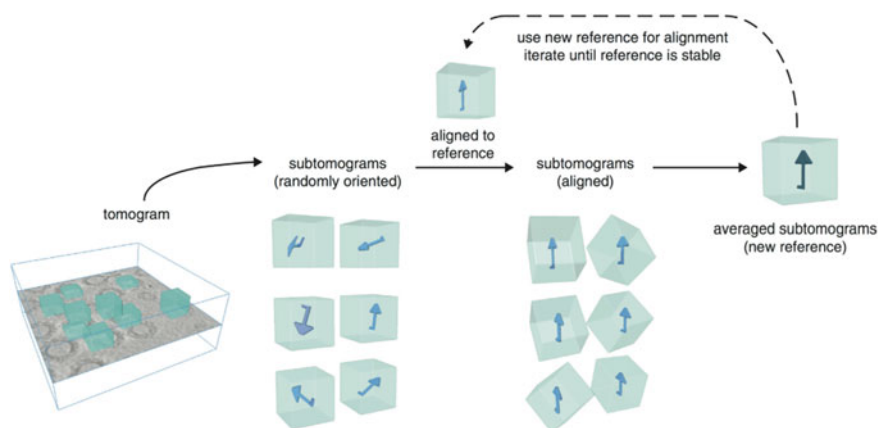 use new reference for alignment
iterate until reference is stable
aligned to
reference
subtomograms
(randomly oriented)
subtomograms
(aligned)
tomogram
averaged subtomograms
(new reference)